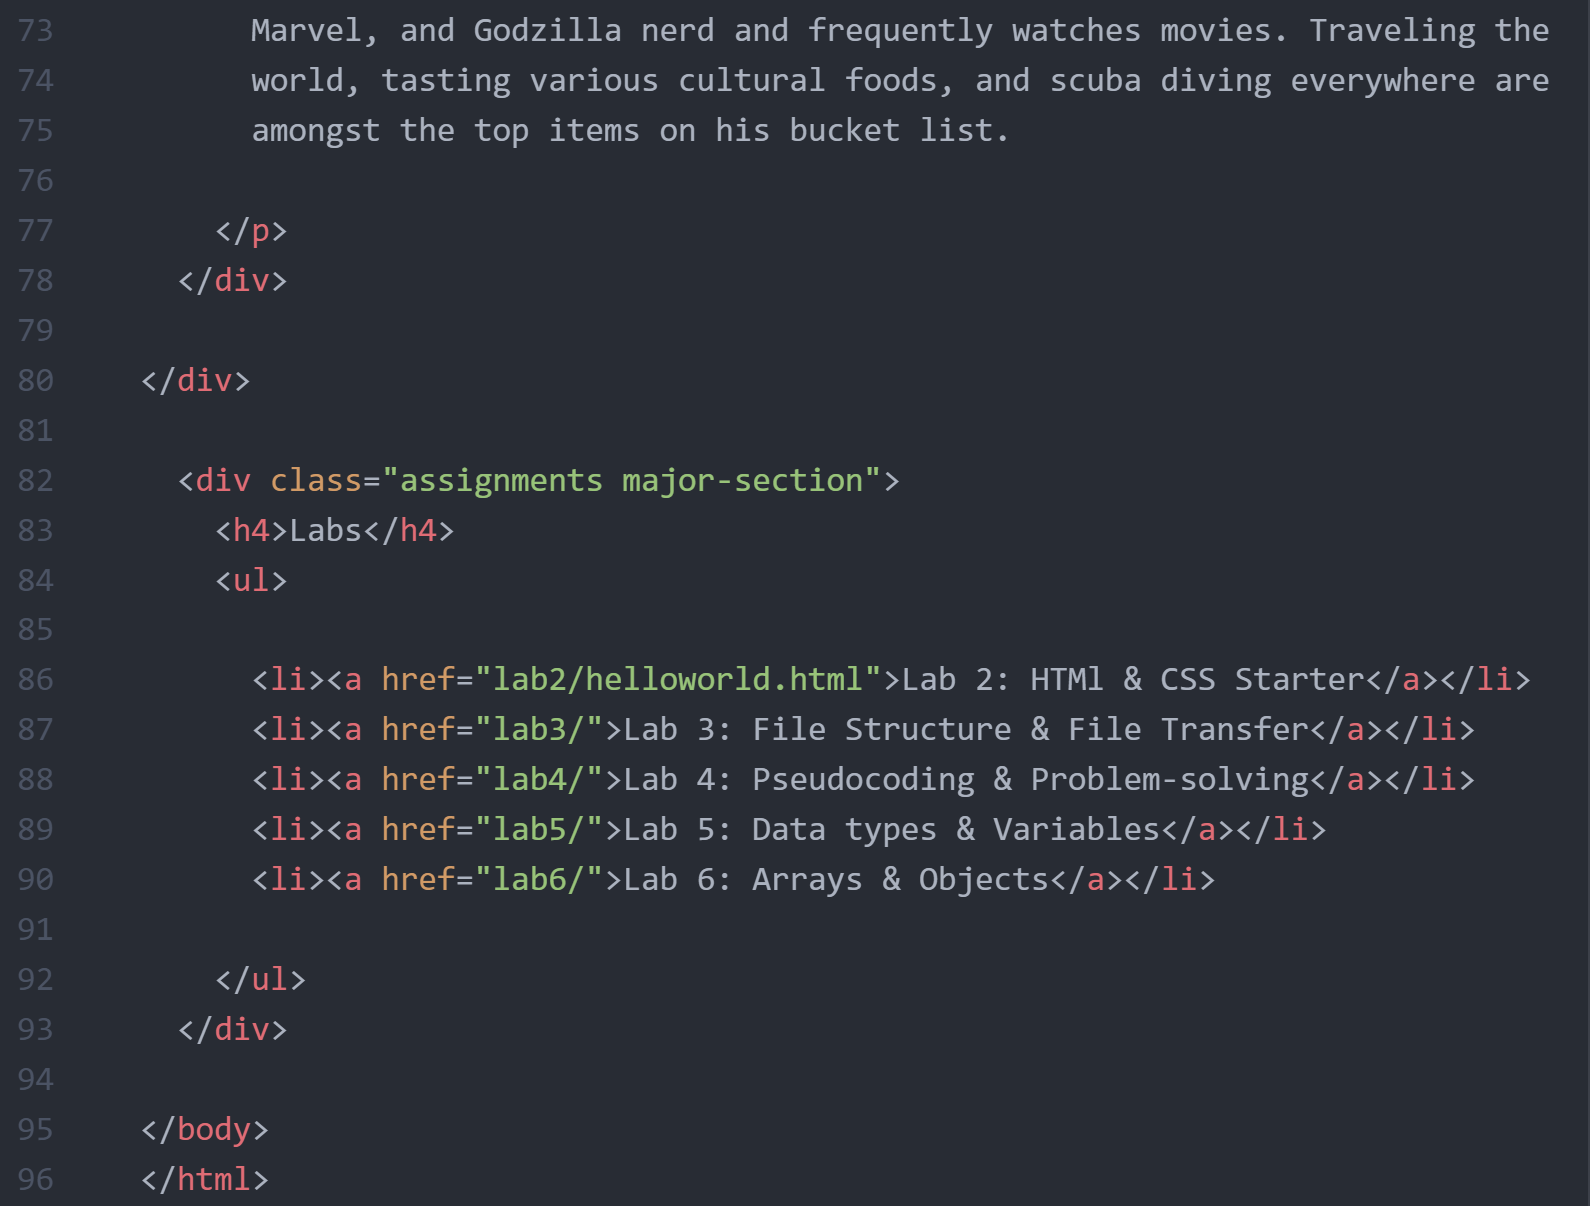 73 Marvel, and Godzilla nerd and frequently watches movies. Traveling the
74 world, tasting various cultural foods, and scuba diving everywhere are
75 amongst the top items on his bucket list.
76
77 </p>
78 </div>
79
80 </div>
81
82 <div class="assignments major-section">
83 <h4>Labs</h4>
84 <ul>
85
86 <li><a href="lab2/helloworld.html">Lab 2: HTMl & CSS Starter</a></li>
87 <li><a href="lab3/">Lab 3: File Structure & File Transfer</a></li>
88 <li><a href="lab4/">Lab 4: Pseudocoding & Problem-solving</a></li>
89 <li><a href="lab5/">Lab 5: Data types & Variables</a></li>
90 <li><a href="lab6/">Lab 6: Arrays & Objects</a></li>
91
92 </ul>
93 </div>
94
95 </body>
96 </html>